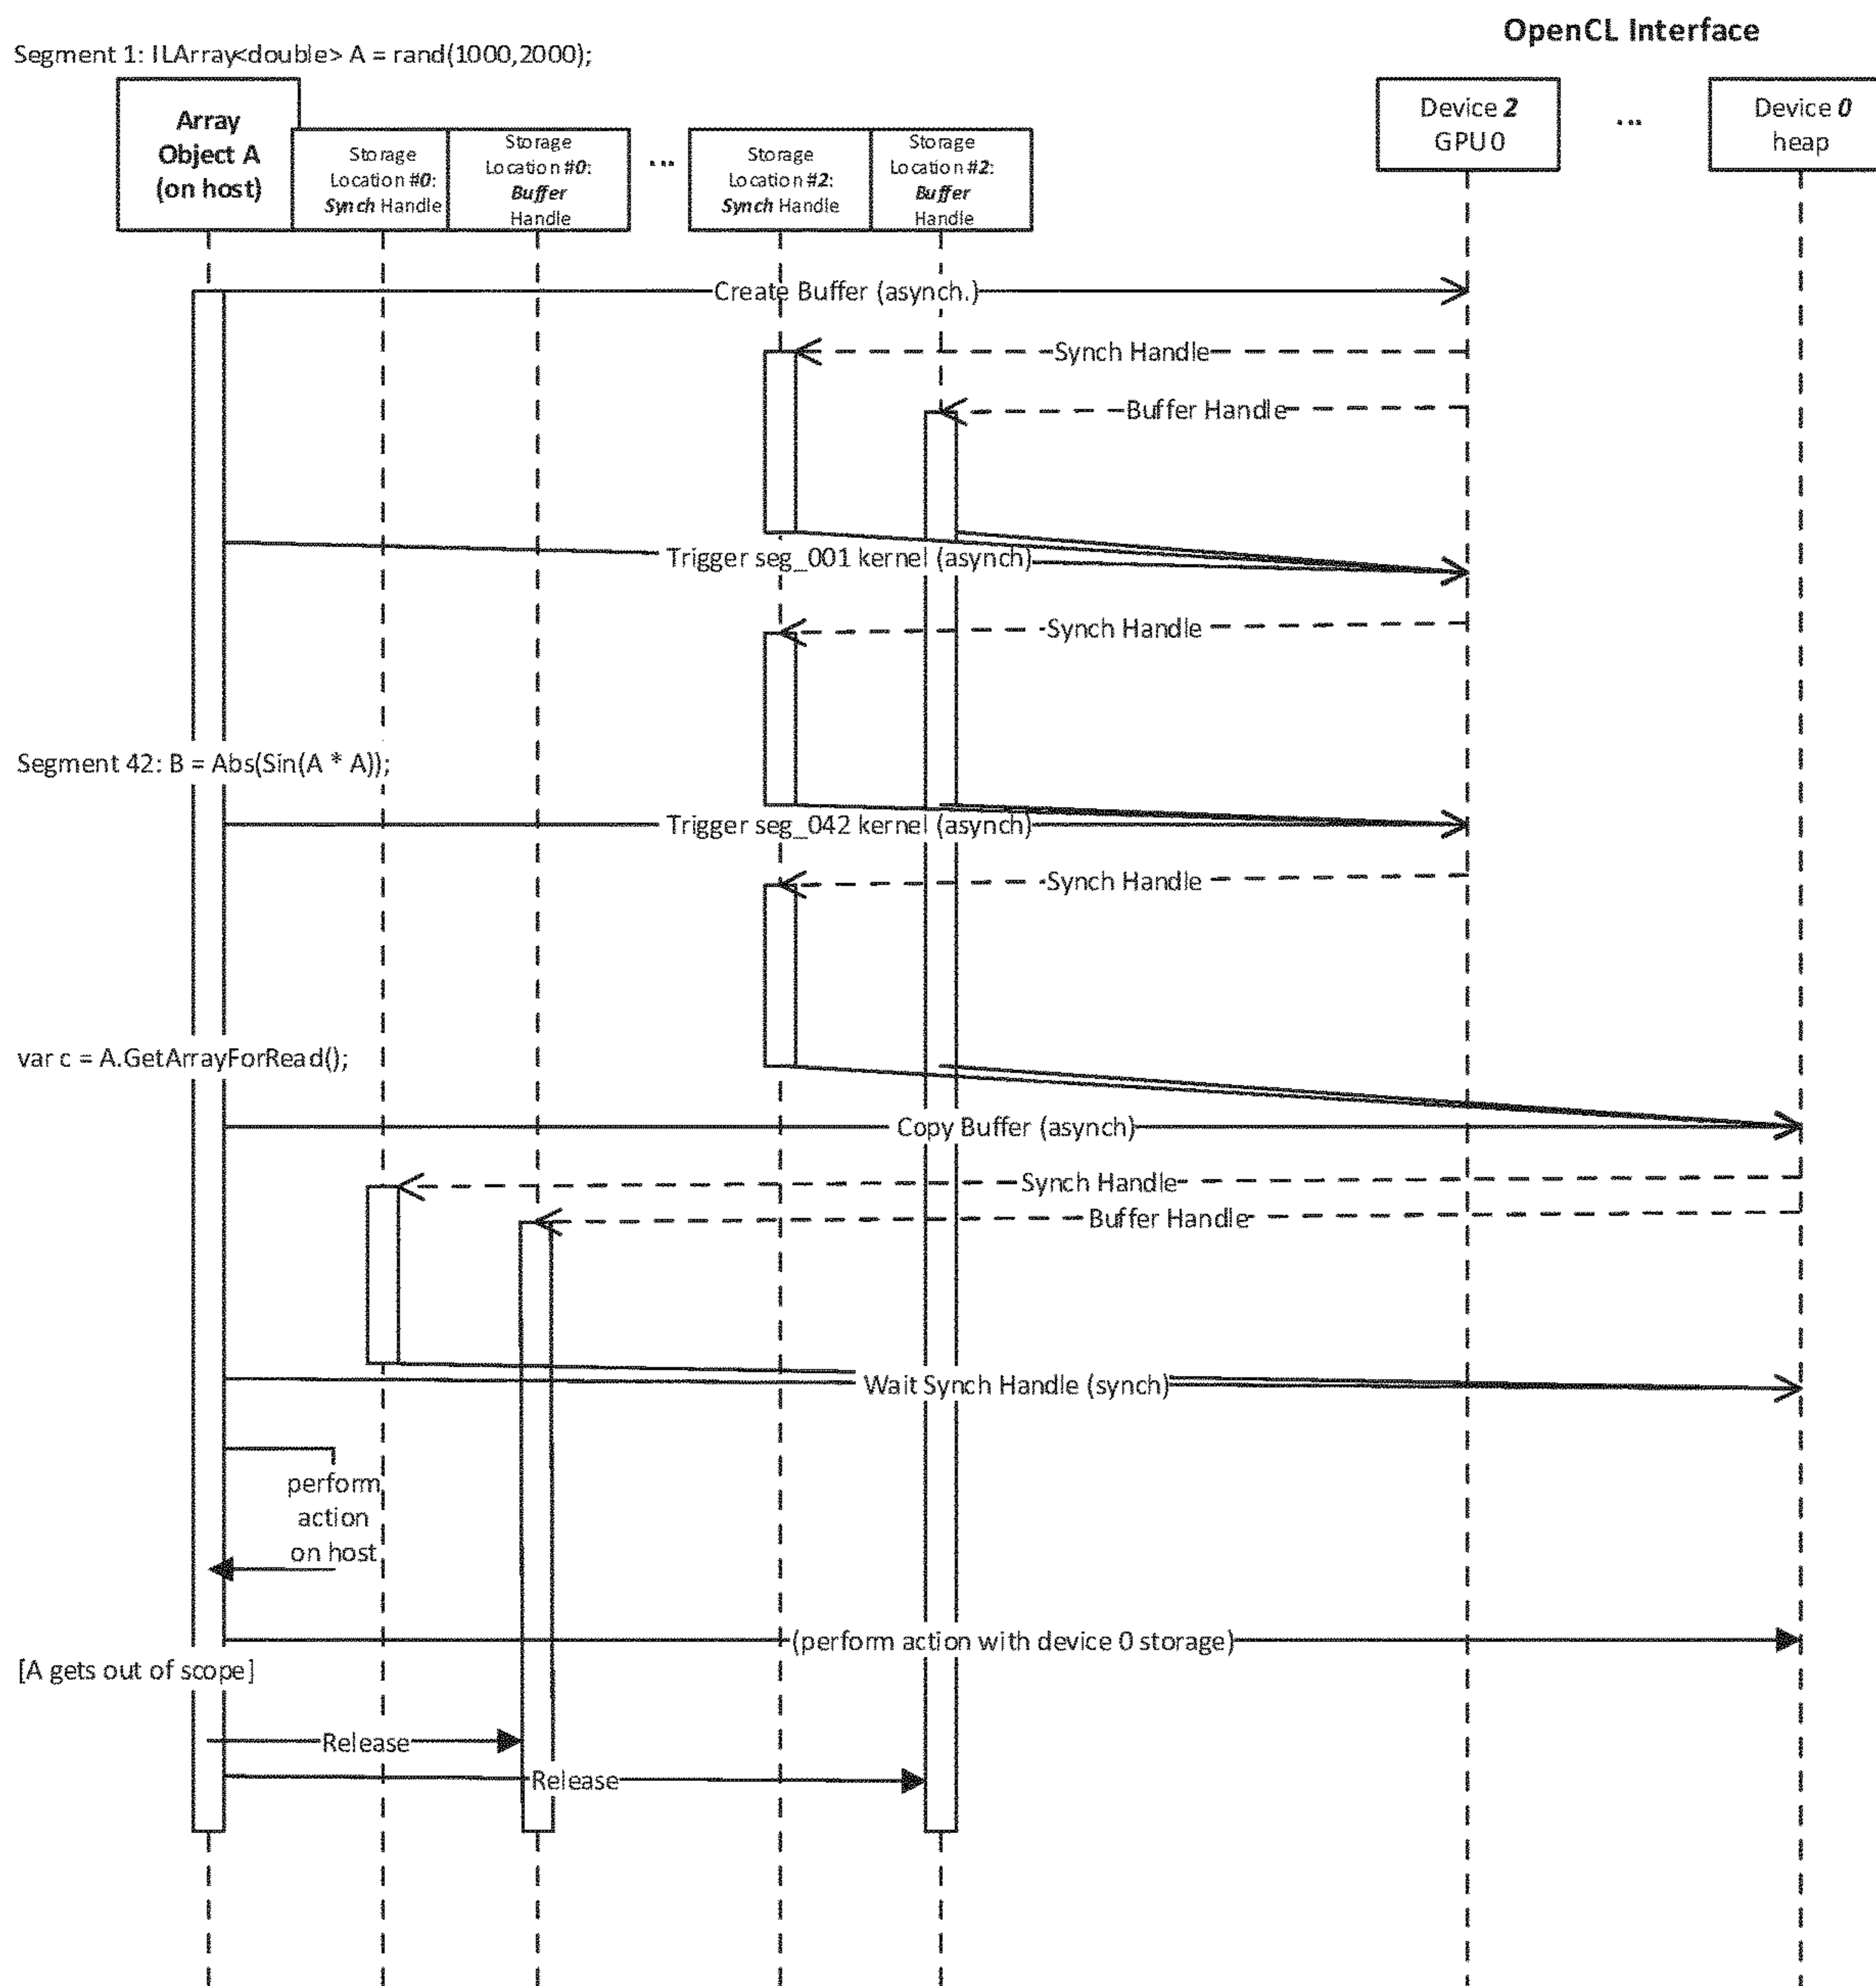 OpenCL Interface
Segment 1: ILArray<double> A = rand(1000,2000);
Array
Object A
(on host)
Storage
Location #0:
Synch Handle
Storage
Location #0:
Buffer
Handle
...
Storage
Location #2:
Synch Handle
Storage
Location #2:
Buffer
Handle
Device 2
GPU 0
...
Device 0
heap
Create Buffer (asynch.)
Synch Handle
Buffer Handle
Trigger seg_001 kernel (asynch)
Synch Handle
Segment 42: B = Abs(Sin(A * A));
Trigger seg_042 kernel (asynch)
Synch Handle
var c = A.GetArrayForRead();
Copy Buffer (asynch)
Synch Handle
Buffer Handle
Wait Synch Handle (synch)
perform
action
on host
(perform action with device 0 storage)
[A gets out of scope]
Release
Release